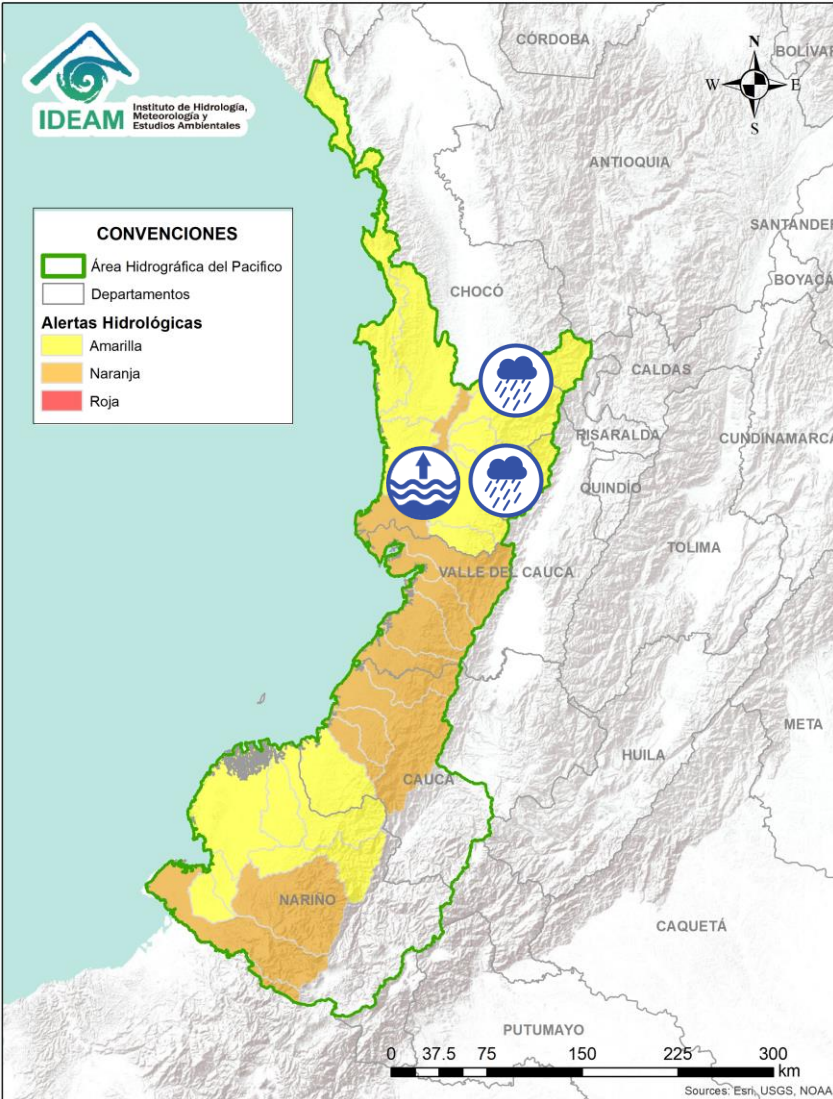 IDEAM
Instituto de Hidrología,
Meteorología y
Estudios Ambientales
N
W
E
S
CONVENCIONES
Área Hidrográfica del Pacifico
Departamentos
Alertas Hidrológicas
Amarilla
Naranja
Roja
CÓRDOBA
BOLÍVAR
ANTIOQUIA
SANTANDER
BOYACÁ
CHOCÓ
CALDAS
RISARALDA
CUNDINAMARCA
QUINDÍO
TOLIMA
VALLE DEL CAUCA
META
HUILA
CAUCA
NARIÑO
CAQUETÁ
PUTUMAYO
0 37.5 75 150 225 300
km
Sources: Esri, USGS, NOAA